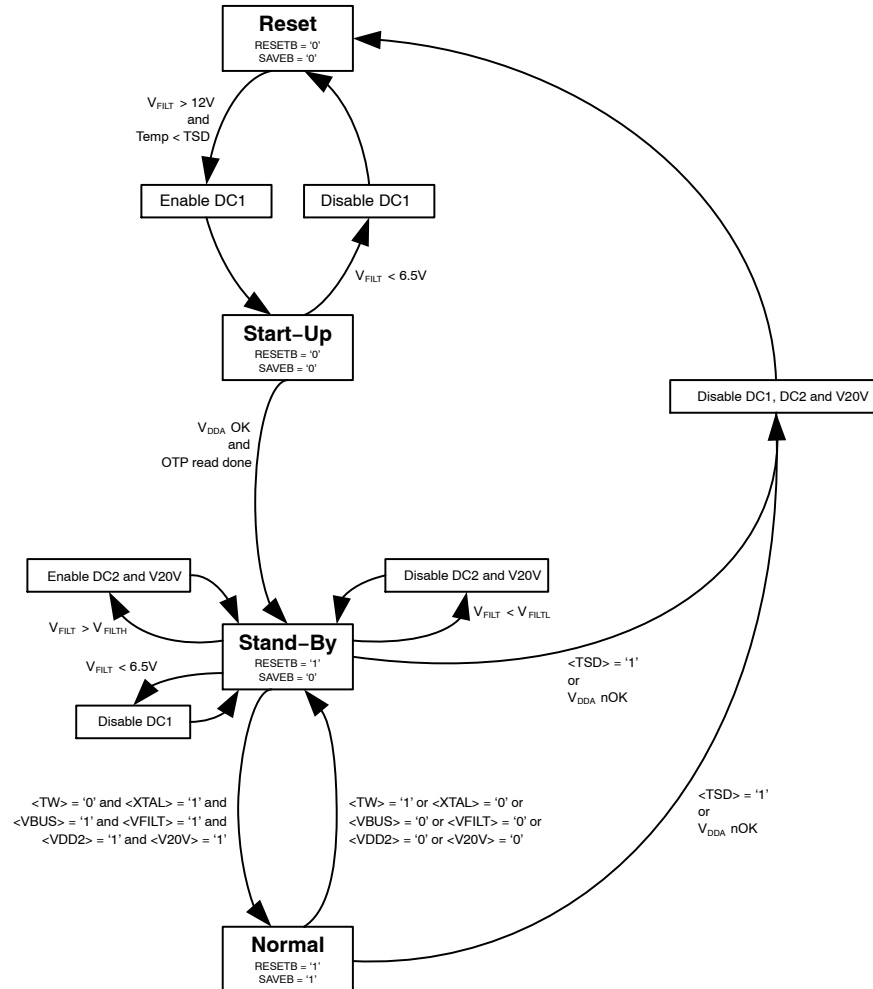 Reset
RESETB = ‘0’
SAVEB = ‘0’
VFILT > 12V
and
Temp < TSD
Enable DC1
Disable DC1
VFILT < 6.5V
Start−Up
RESETB = ‘0’
SAVEB = ‘0’
Disable DC1, DC2 and V20V
VDDA OK
and
OTP read done
Enable DC2 and V20V
Disable DC2 and V20V
VFILT > VFILTH
VFILT < VFILTL
Stand−By
RESETB = ‘1’
SAVEB = ‘0’
VFILT < 6.5V
Disable DC1
<TSD> = ‘1’
or
VDDA nOK
<TW> = ‘0’ and <XTAL> = ‘1’ and
<VBUS> = ‘1’ and <VFILT> = ‘1’ and
<VDD2> = ‘1’ and <V20V> = ‘1’
<TW> = ‘1’ or <XTAL> = ‘0’ or
<VBUS> = ‘0’ or <VFILT> = ‘0’ or
<VDD2> = ‘0’ or <V20V> = ‘0’
<TSD> = ‘1’
or
VDDA nOK
Normal
RESETB = ‘1’
SAVEB = ‘1’